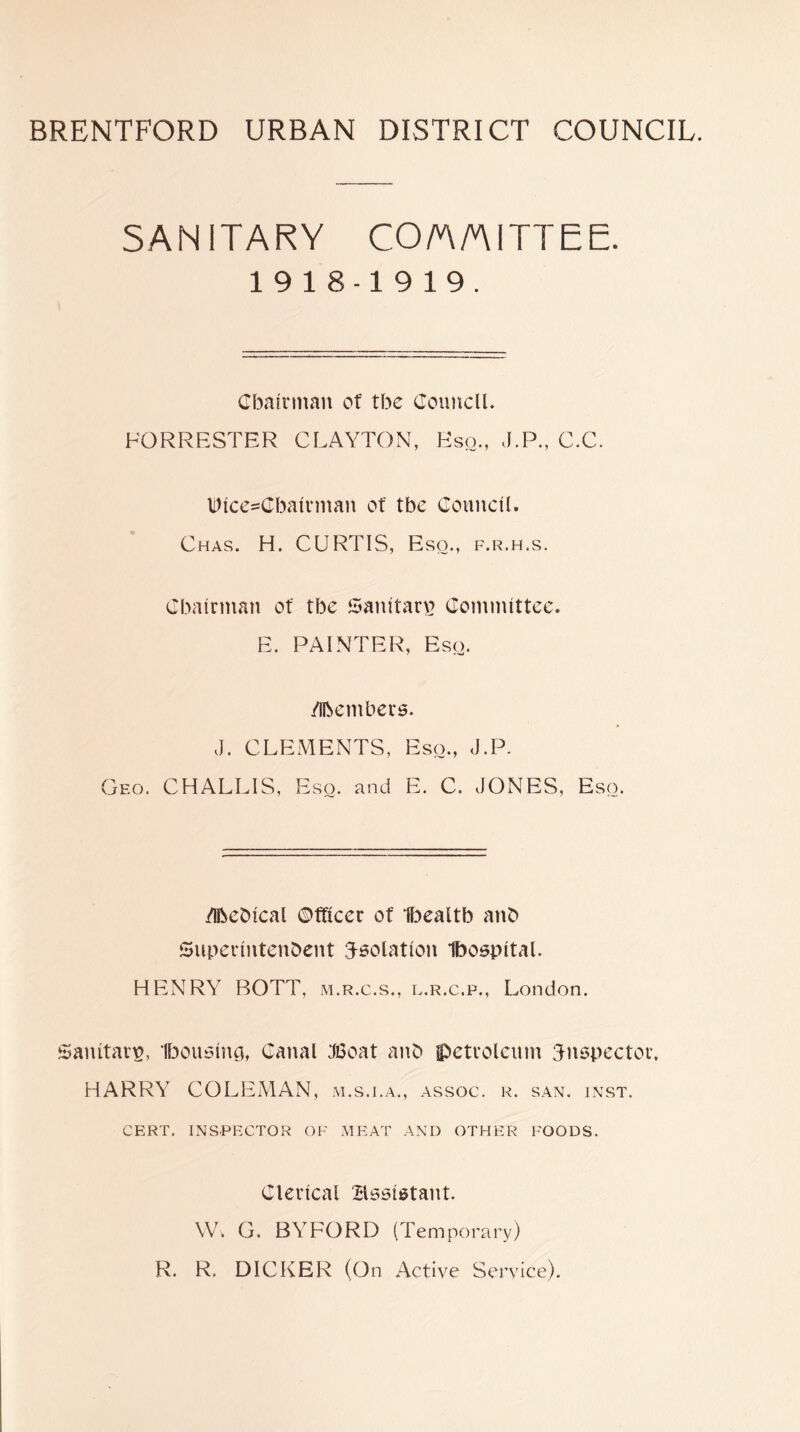 BRENTFORD URBAN DISTRICT COUNCIL.
SANITARY COMMITTEE.
1918-1919.
Chairman of the Council.
FORRESTER CLAYTON, Esq., J.P., C.C.
Vice-Chairman of the Council.
Chas. H. CURTIS, Esq., F.R.H.S.
Chairman of the Sanitary Committee.
E. PAINTER, Esq.
Members.
J. CLEMENTS, Esq., J.P.
Geo. CHALLIS, Esq. and E. C. JONES, Esq.
Medical Officer of Health and
Superintendent Isolation Hospital.
HENRY BOTT, M.R.C.S., L.R.C.P., London.
Sanitary, Housing, Canal Boat and Petroleum Inspector,
HARRY COLEMAN, M.S.I.A., ASSOC. R. SAN. INST.
CERT. INSPECTOR OF MEAT AND OTHER FOODS.
Clerical Assistant.
W. G. BYFORD (Temporary)
R. R. DICKER (On Active Service).